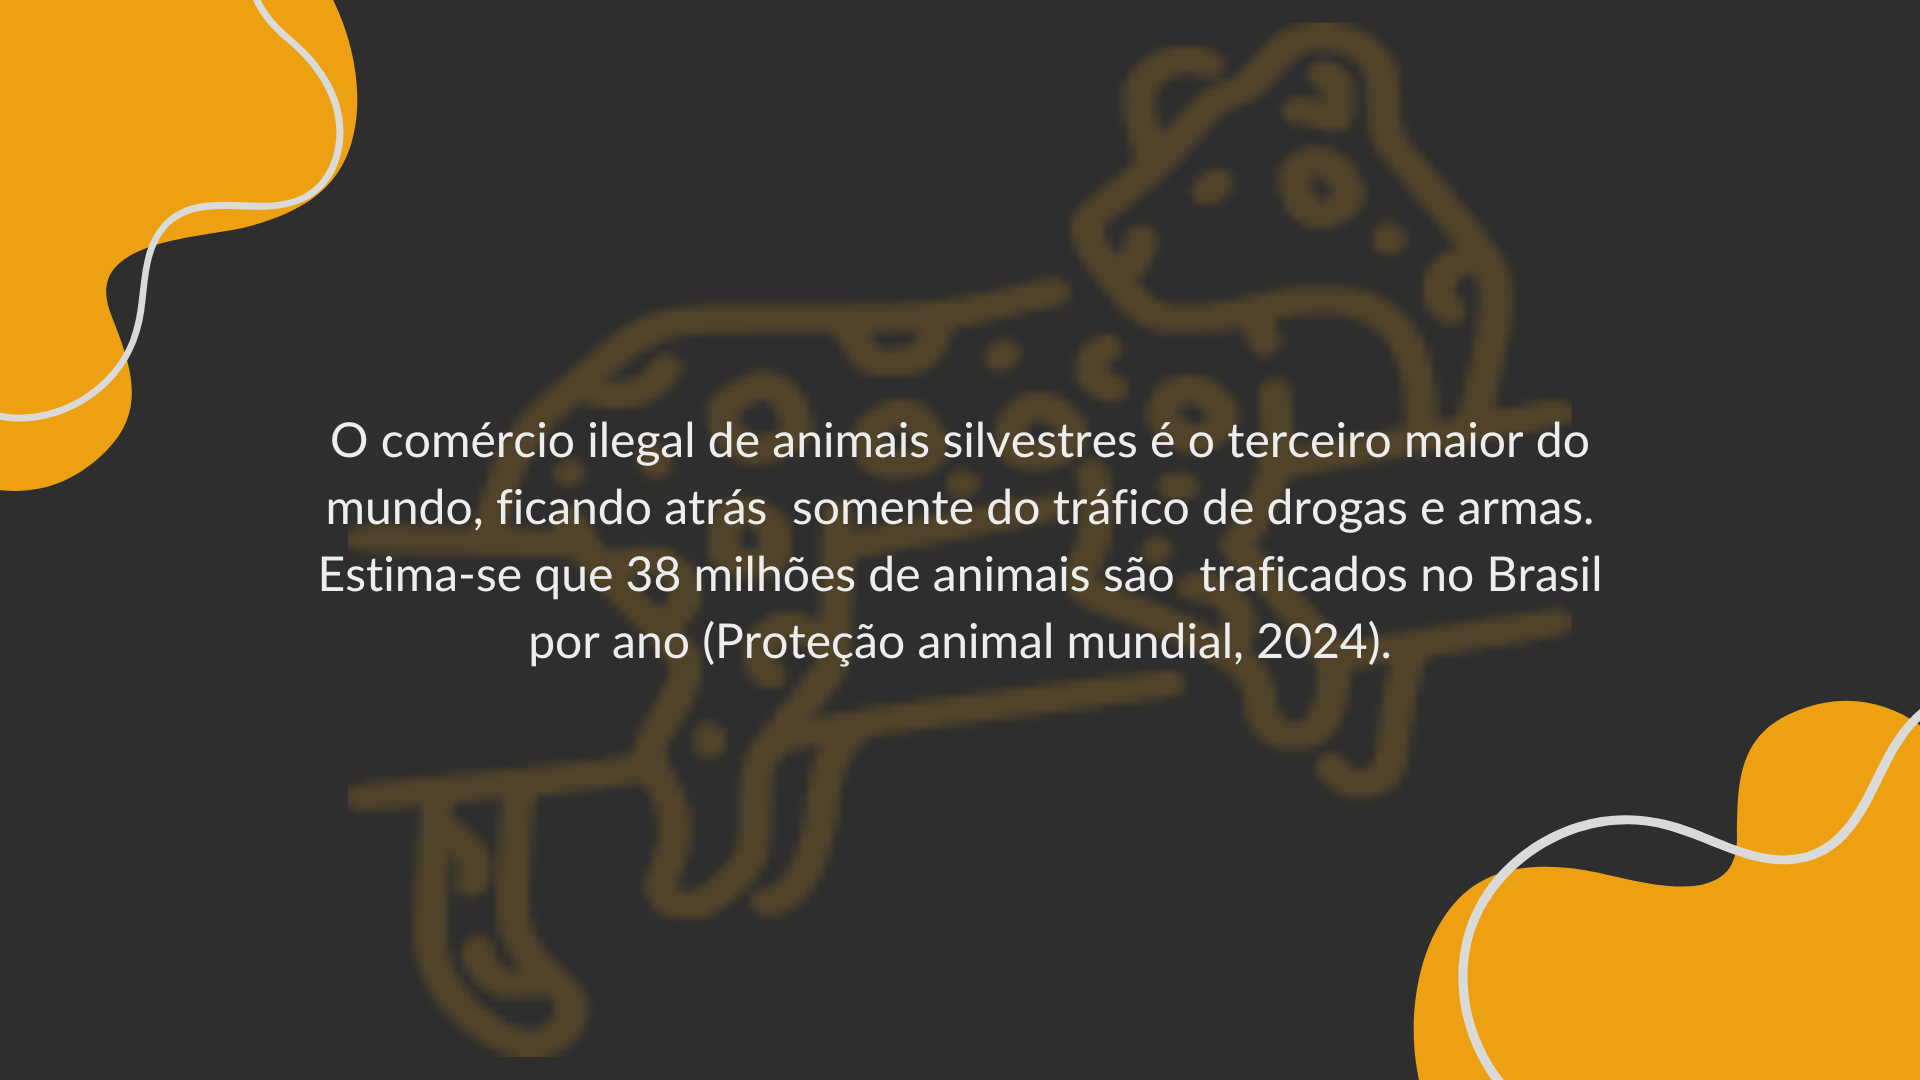 O comércio ilegal de animais silvestres é o terceiro maior do
mundo, ficando atrás  somente do tráfico de drogas e armas.
Estima-se que 38 milhões de animais são  traficados no Brasil
por ano (Proteção animal mundial, 2024).